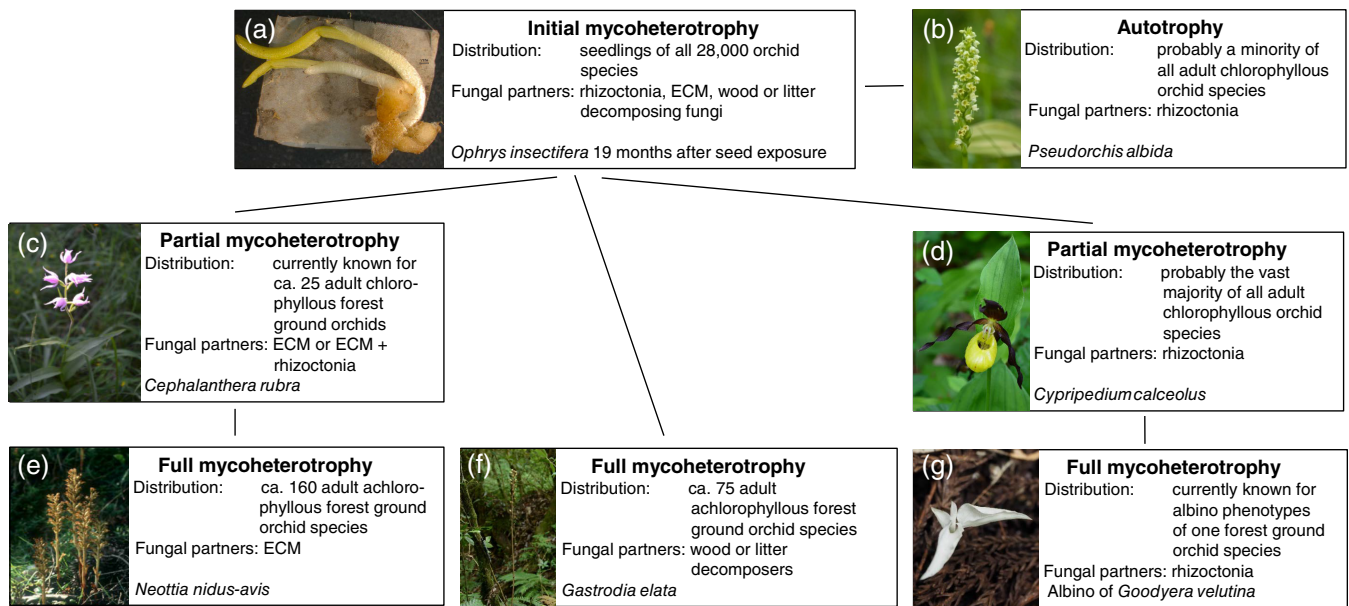 (a)
Initial mycoheterotrophy
Distribution: seedlings of all 28,000 orchid
species
Fungal partners: rhizoctonia, ECM, wood or litter
decomposing fungi
Ophrys insectifera 19 months after seed exposure
(b)
Autotrophy
Distribution: probably a minority of
all adult chlorophyllous
orchid species
Fungal partners: rhizoctonia
Pseudorchis albida
(c)
Partial mycoheterotrophy
Distribution: currently known for
ca. 25 adult chloro-
phyllous forest
ground orchids
Fungal partners: ECM or ECM +
rhizoctonia
Cephalanthera rubra
(d)
Partial mycoheterotrophy
Distribution: probably the vast
majority of all adult
chlorophyllous orchid
species
Fungal partners: rhizoctonia
Cypripedium calceolus
(e)
Full mycoheterotrophy
Distribution: ca. 160 adult achloro-
phyllous forest ground
orchid species
Fungal partners: ECM
Neottia nidus-avis
(f)
Full mycoheterotrophy
Distribution: ca. 75 adult
achlorophyllous forest
ground orchid species
Fungal partners: wood or litter
decomposers
Gastrodia elata
(g)
Full mycoheterotrophy
Distribution: currently known for
albino phenotypes
of one forest ground
orchid species
Fungal partners: rhizoctonia
Albino of Goodyera velutina